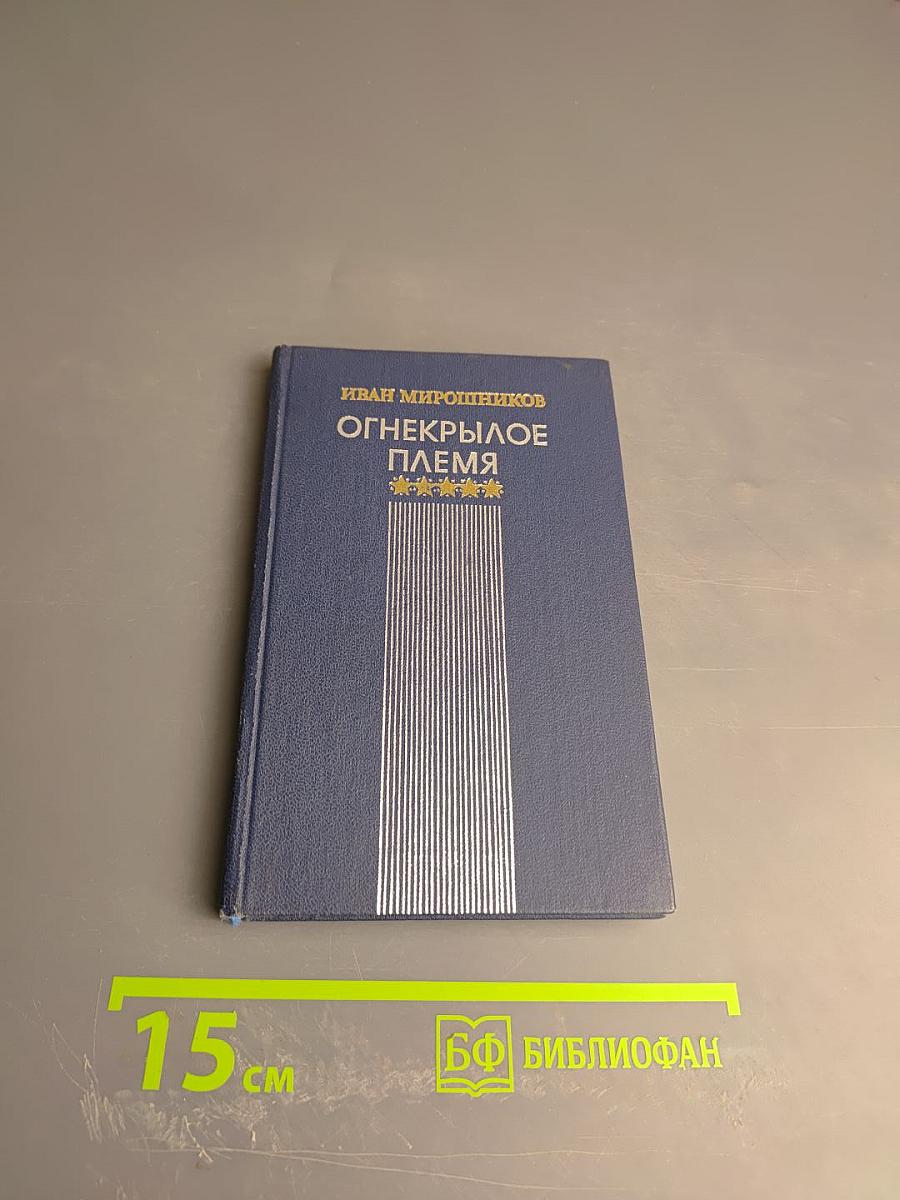 ИВАН МИРОШНИКОВ
ОГНЕКРЫЛОЕ
ПЛЕМЯ
15 см
БФ БИБЛИОФАН